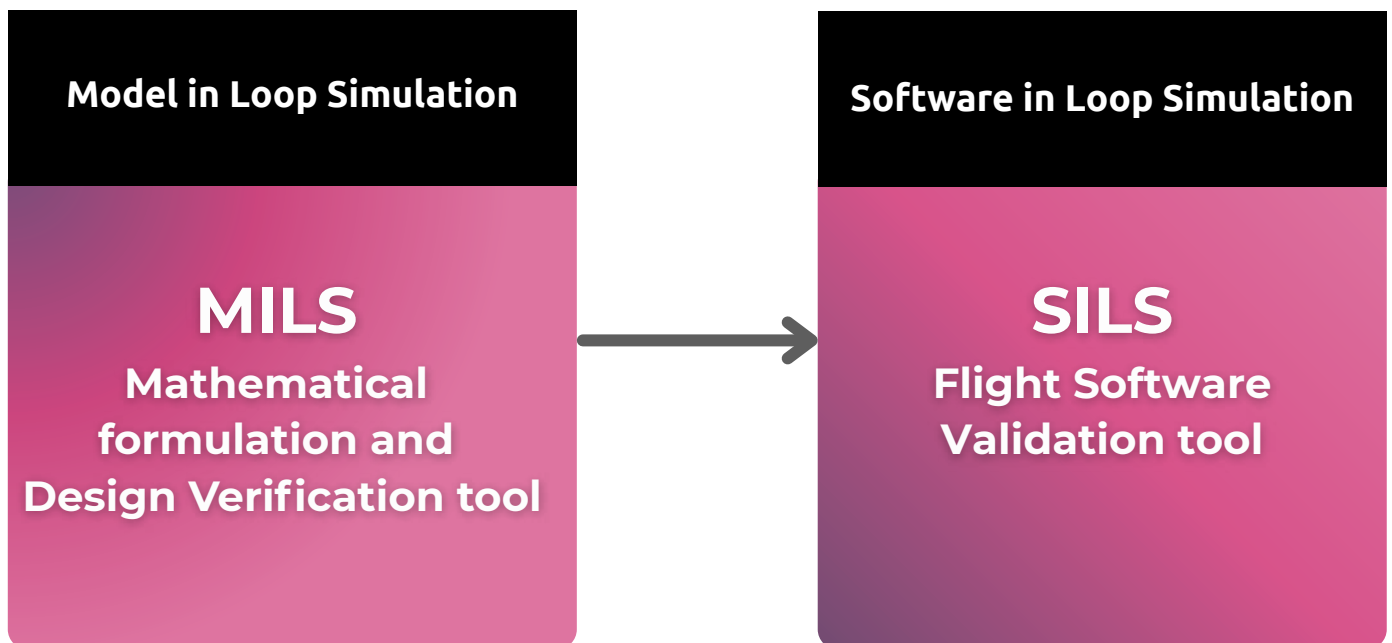 Model in Loop Simulation
MILS
Mathematical
formulation and
Design Verification tool
Software in Loop Simulation
SILS
Flight Software
Validation tool